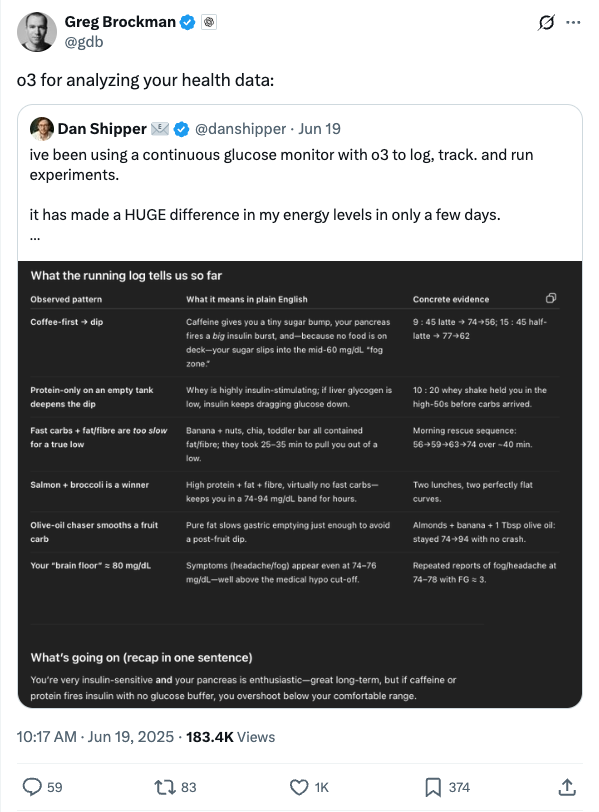 Greg Brockman
@gdb
o3 for analyzing your health data:
Dan Shipper 📧 @danshipper · Jun 19
ive been using a continuous glucose monitor with o3 to log, track. and run
experiments.
it has made a HUGE difference in my energy levels in only a few days.
...
What the running log tells us so far
Observed pattern What it means in plain English Concrete evidence
Coffee-first → dip
Caffeine gives you a tiny sugar bump, your pancreas
fires a big insulin burst, and—because no food is on
deck—your sugar slips into the mid-60 mg/dL "fog
zone."
9 : 45 latte → 74→56; 15 : 45 half-
latte → 77→62
Protein-only on an empty tank
deepens the dip
Whey is highly insulin-stimulating; if liver glycogen is
low, insulin keeps dragging glucose down.
10 : 20 whey shake held you in the
high-50s before carbs arrived.
Fast carbs + fat/fibre are too slow
for a true low
Banana + nuts, chia, toddler bar all contained
fat/fibre; they took 25–35 min to pull you out of a
low.
Morning rescue sequence:
56→59→63→74 over ~40 min.
Salmon + broccoli is a winner
High protein + fat + fibre, virtually no fast carbs—
keeps you in a 74-94 mg/dL band for hours.
Two lunches, two perfectly flat
curves.
Olive-oil chaser smooths a fruit
carb
Pure fat slows gastric emptying just enough to avoid
a post-fruit dip.
Almonds + banana + 1 Tbsp olive oil:
stayed 74→94 with no crash.
Your "brain floor" ≈ 80 mg/dL
Symptoms (headache/fog) appear even at 74–76
mg/dL—well above the medical hypo cut-off.
Repeated reports of fog/headache at
74–78 with FG ≈ 3.
What's going on (recap in one sentence)
You're very insulin-sensitive and your pancreas is enthusiastic—great long-term, but if caffeine or
protein fires insulin with no glucose buffer, you overshoot below your comfortable range.
10:17 AM · Jun 19, 2025 · 183.4K Views
59 83 1K 374